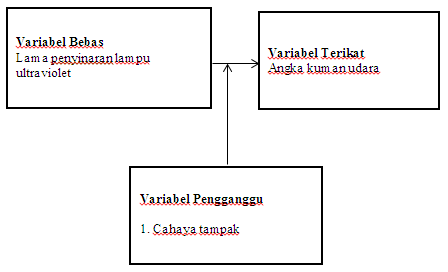 Variabel Bebas
Lama penyinaran lampu
ultraviolet
Variabel Terikat
Angka kuman udara
Variabel Pengganggu
1. Cahaya tampak